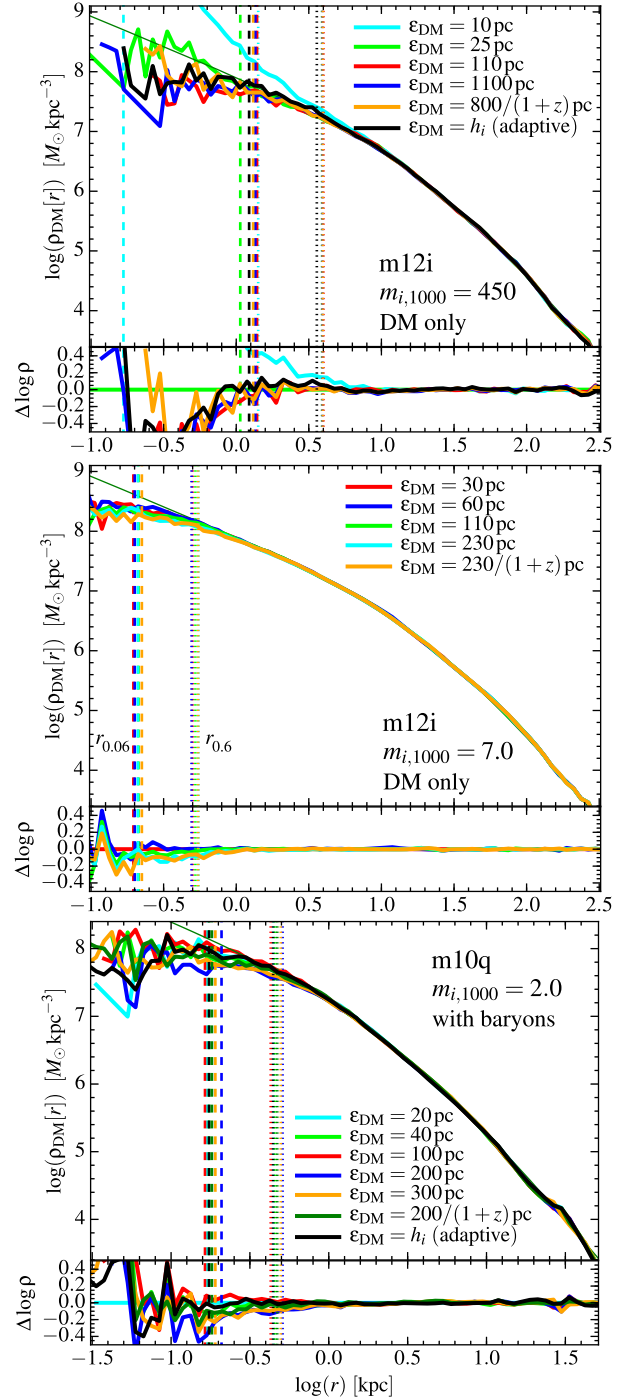 9
8
7
6
5
4
log(ρDM[r]) [M⊙ kpc⁻³]
εDM = 10 pc
εDM = 25 pc
εDM = 110 pc
εDM = 1100 pc
εDM = 800/(1+z) pc
εDM = hᵢ (adaptive)
m12i
mᵢ,₁₀₀₀ = 450
DM only
0.4
0.2
0.0
−0.2
−0.4
Δlogρ
−1.0 −0.5 0.0 0.5 1.0 1.5 2.0 2.5
9
8
7
6
5
4
log(ρDM[r]) [M⊙ kpc⁻³]
εDM = 30 pc
εDM = 60 pc
εDM = 110 pc
εDM = 230 pc
εDM = 230/(1+z) pc
r0.06
r0.6
m12i
mᵢ,₁₀₀₀ = 7.0
DM only
0.4
0.2
0.0
−0.2
−0.4
Δlogρ
−1.0 −0.5 0.0 0.5 1.0 1.5 2.0 2.5
8
7
6
5
4
log(ρDM[r]) [M⊙ kpc⁻³]
m10q
mᵢ,₁₀₀₀ = 2.0
with baryons
εDM = 20 pc
εDM = 40 pc
εDM = 100 pc
εDM = 200 pc
εDM = 300 pc
εDM = 200/(1+z) pc
εDM = hᵢ (adaptive)
0.4
0.2
0.0
−0.2
−0.4
Δlogρ
−1.5 −1.0 −0.5 0.0 0.5 1.0 1.5
log(r) [kpc]